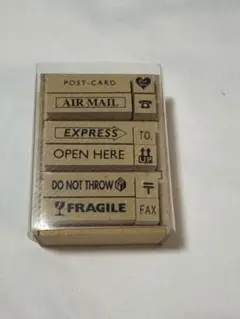 POST-CARD
AIR MAIL
EXPRESS TO.
OPEN HERE UP
DO NOT THROW 〒
FRAGILE FAX